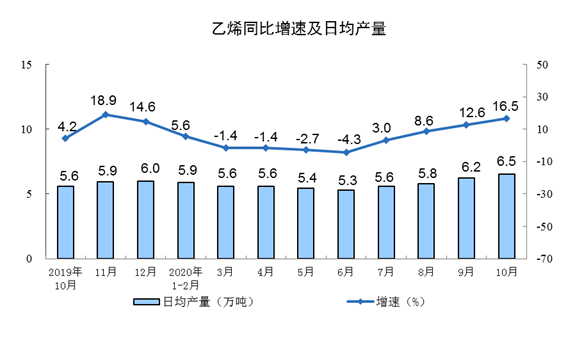 乙烯同比增速及日均产量
15
10
5
0
50
30
10
-10
-30
-50
-70
4.2
18.9
14.6
5.6
-1.4
-1.4
-2.7
-4.3
3.0
8.6
12.6
16.5
5.6
5.9
6.0
5.9
5.6
5.6
5.4
5.3
5.6
5.8
6.2
6.5
2019年
10月
11月
12月
2020年
1-2月
3月
4月
5月
6月
7月
8月
9月
10月
日均产量（万吨）
增速（%）